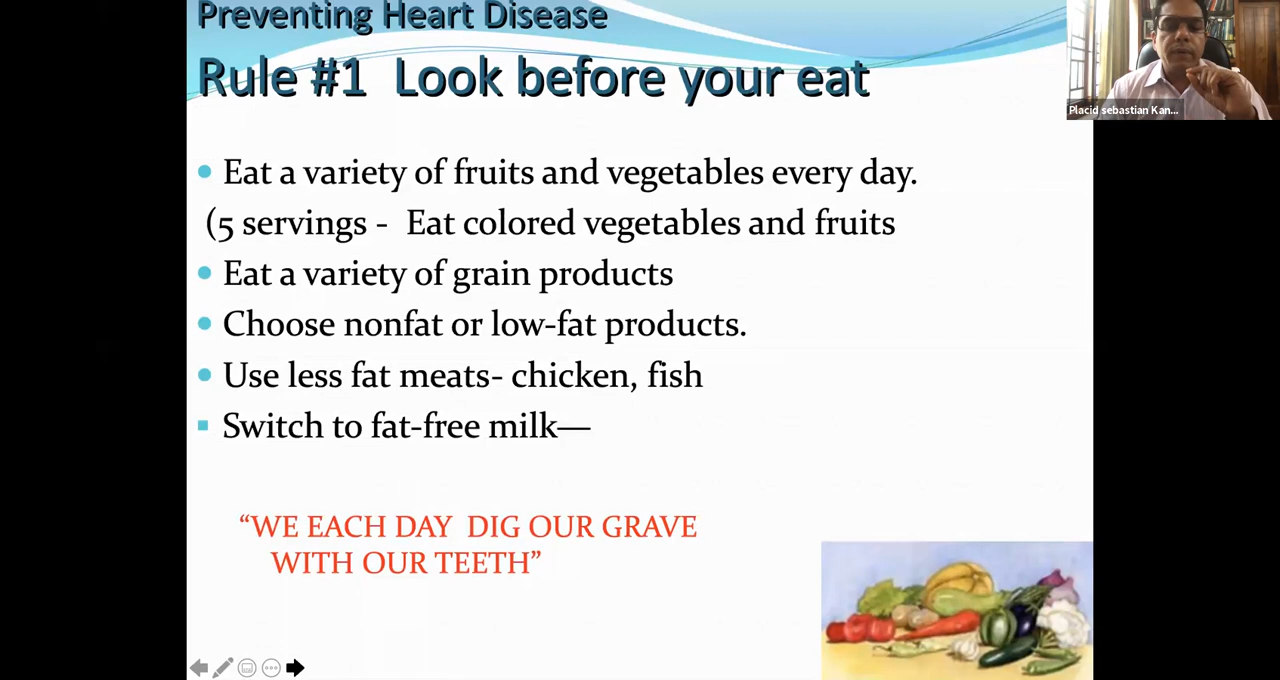 Preventing Heart Disease
Rule #1 Look before your eat
Placid sebastian Kan...
• Eat a variety of fruits and vegetables every day.
(5 servings - Eat colored vegetables and fruits
• Eat a variety of grain products
• Choose nonfat or low-fat products.
• Use less fat meats- chicken, fish
▪ Switch to fat-free milk—
“WE EACH DAY DIG OUR GRAVE
WITH OUR TEETH”